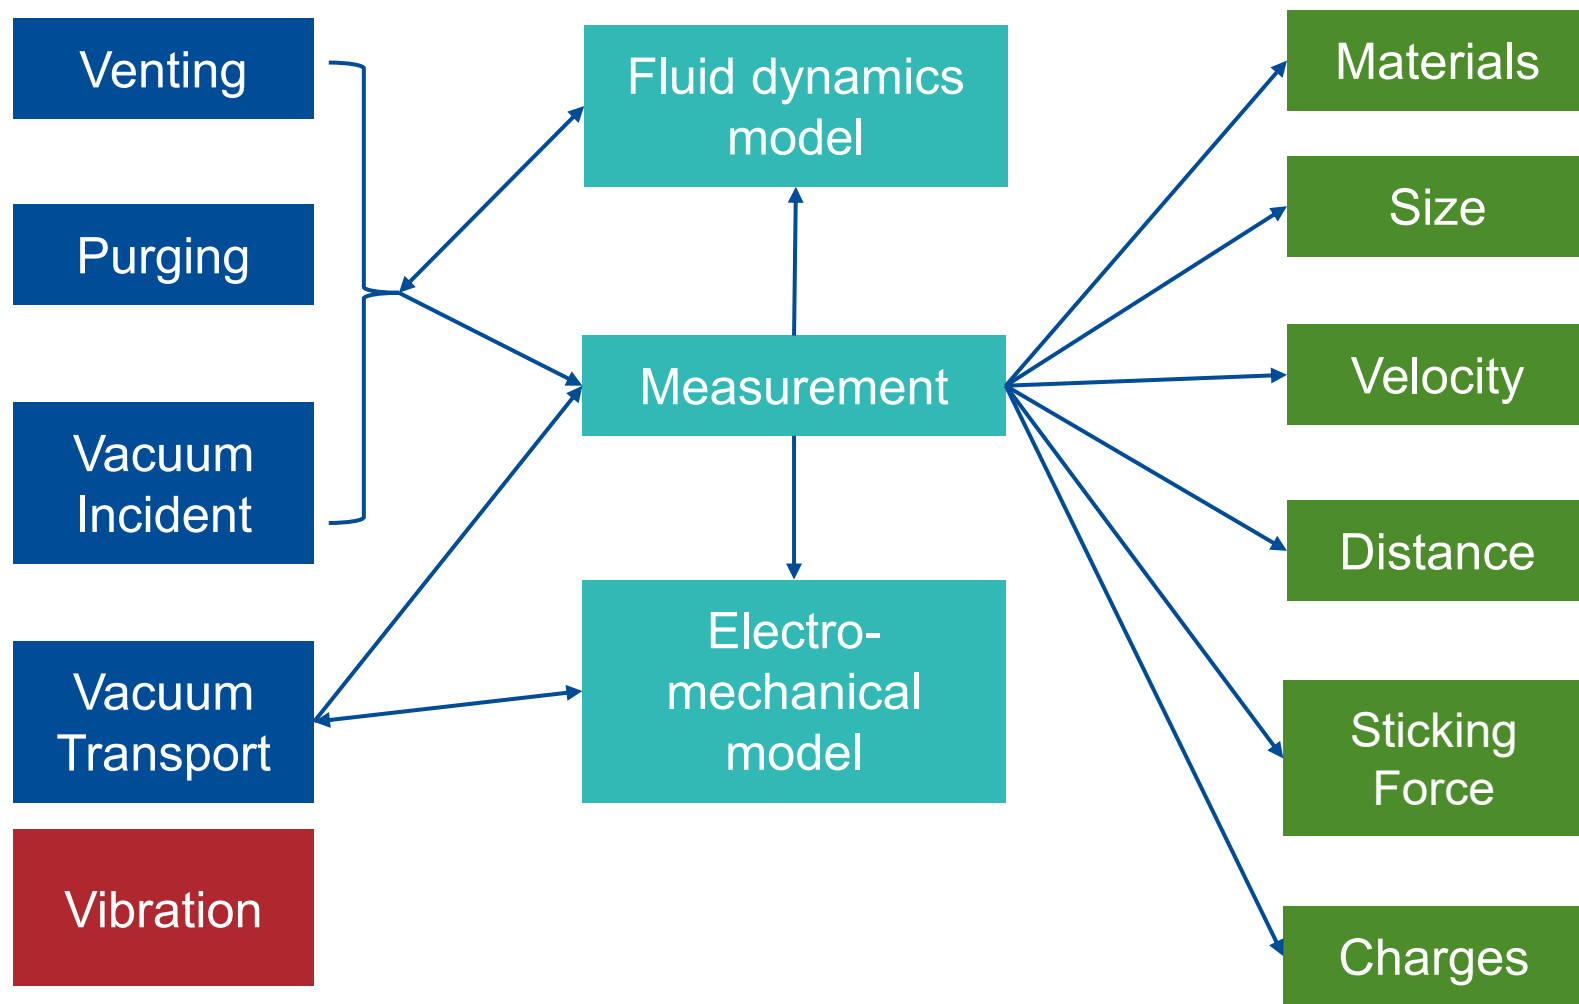 Venting
Purging
Vacuum
Incident
Vacuum
Transport
Vibration
Fluid dynamics
model
Measurement
Electro-
mechanical
model
Materials
Size
Velocity
Distance
Sticking
Force
Charges